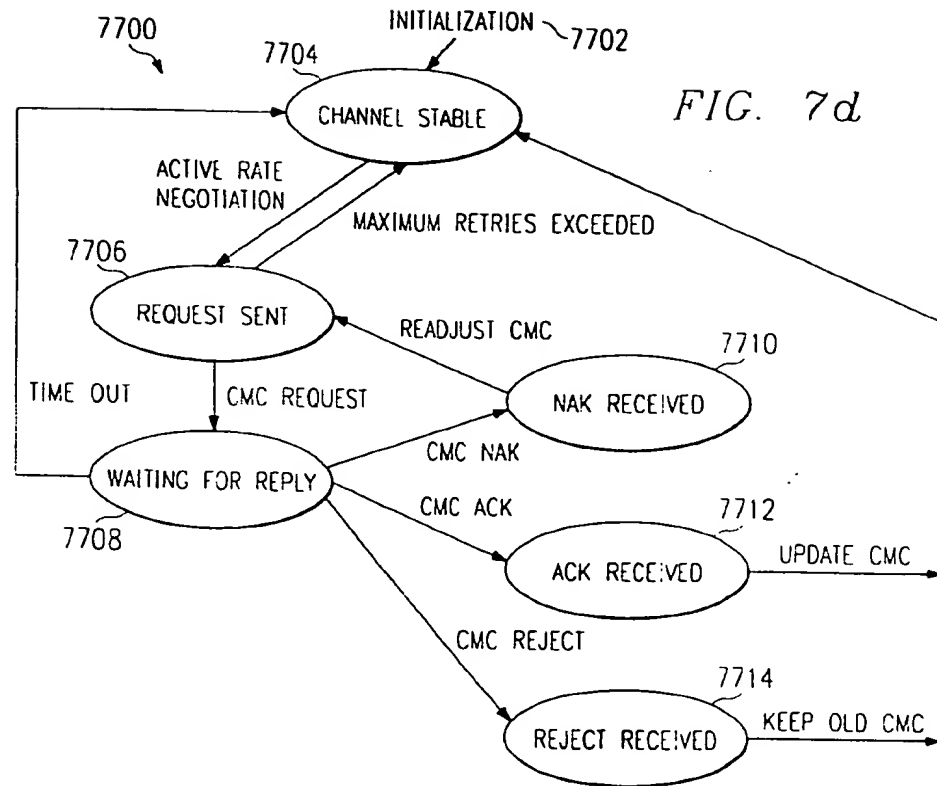 INITIALIZATION
7702
7700
7704
FIG. 7d
CHANNEL STABLE
ACTIVE RATE
NEGOTIATION
MAXIMUM RETRIES EXCEEDED
7706
REQUEST SENT
READJUST CMC
7710
NAK RECEIVED
TIME OUT
CMC REQUEST
CMC NAK
WAITING FOR REPLY
7708
CMC ACK
7712
ACK RECEIVED
UPDATE CMC
CMC REJECT
7714
REJECT RECEIVED
KEEP OLD CMC